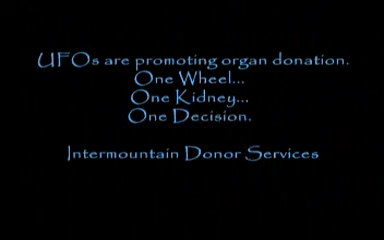 UFOs are promoting organ donation.
One Wheel...
One Kidney...
One Decision.
Intermountain Donor Services